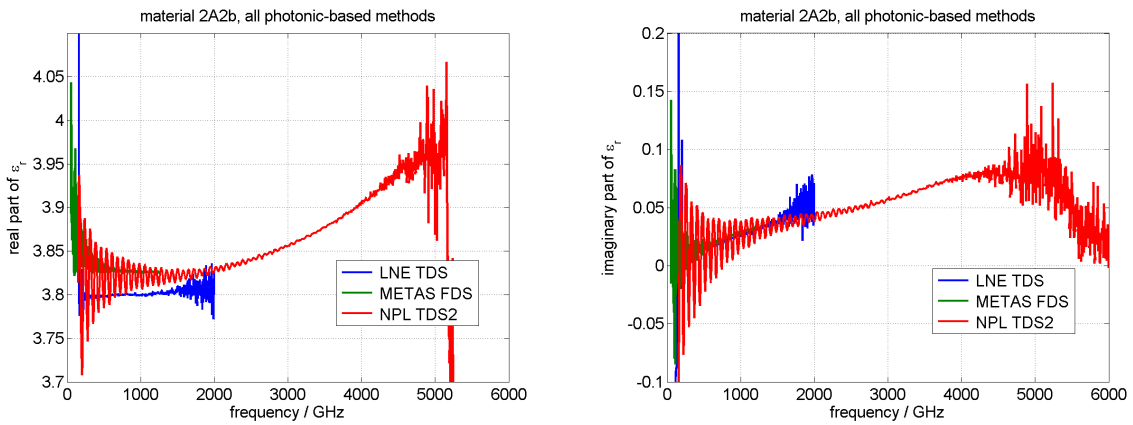 material 2A2b, all photonic-based methods
real part of εr
4.05
4
3.95
3.9
3.85
3.8
3.75
3.7
0
1000
2000
3000
4000
5000
6000
frequency / GHz
LNE TDS
METAS FDS
NPL TDS2
material 2A2b, all photonic-based methods
imaginary part of εr
0.2
0.15
0.1
0.05
0
-0.05
-0.1
0
1000
2000
3000
4000
5000
6000
frequency / GHz
LNE TDS
METAS FDS
NPL TDS2